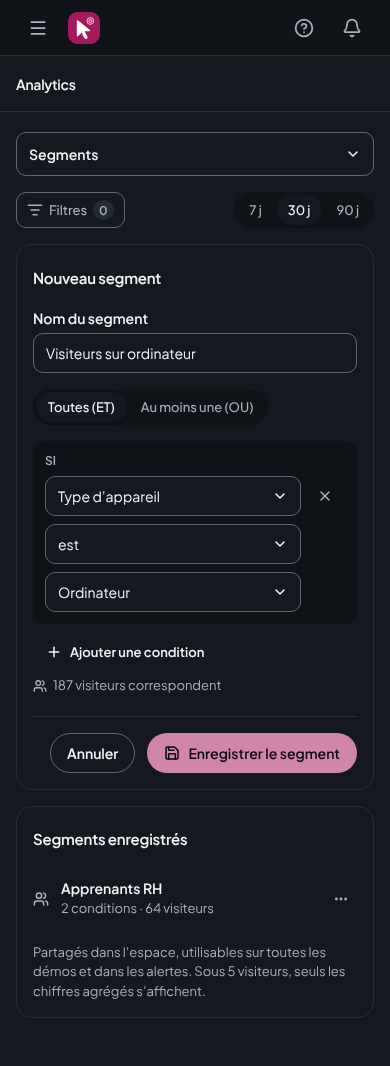 Analytics
Segments
Filtres 0
7 j 30 j 90 j
Nouveau segment
Nom du segment
Visiteurs sur ordinateur
Toutes (ET) Au moins une (OU)
SI
Type d'appareil
est
Ordinateur
Ajouter une condition
187 visiteurs correspondent
Annuler Enregistrer le segment
Segments enregistrés
Apprenants RH
2 conditions · 64 visiteurs
Partagés dans l'espace, utilisables sur toutes les
démos et dans les alertes. Sous 5 visiteurs, seuls les
chiffres agrégés s'affichent.